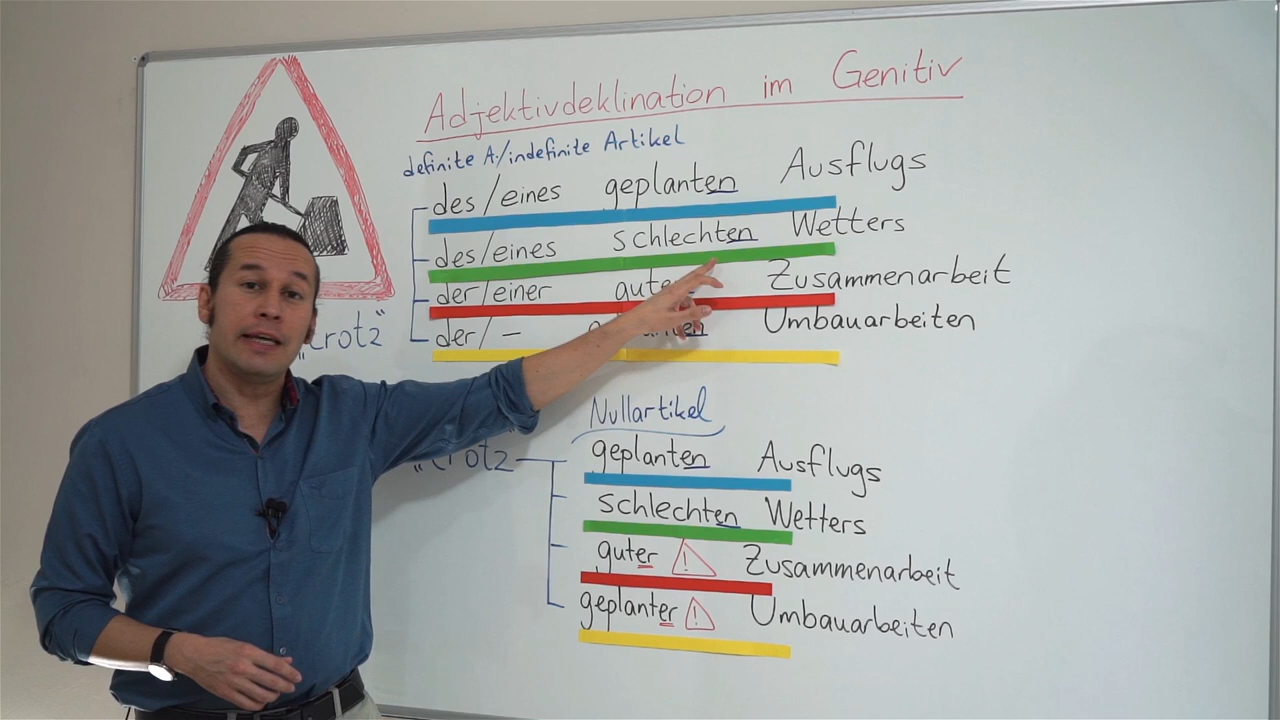 Adjektivdeklination im Genitiv
definite A./indefinite Artikel
des/eines geplanten Ausflugs
des/eines schlechten Wetters
der/einer Zusammenarbeit
der/- Umbauarbeiten
Nullartikel
geplanten Ausflugs
schlechten Wetters
guter ! Zusammenarbeit
geplanter ! Umbauarbeiten